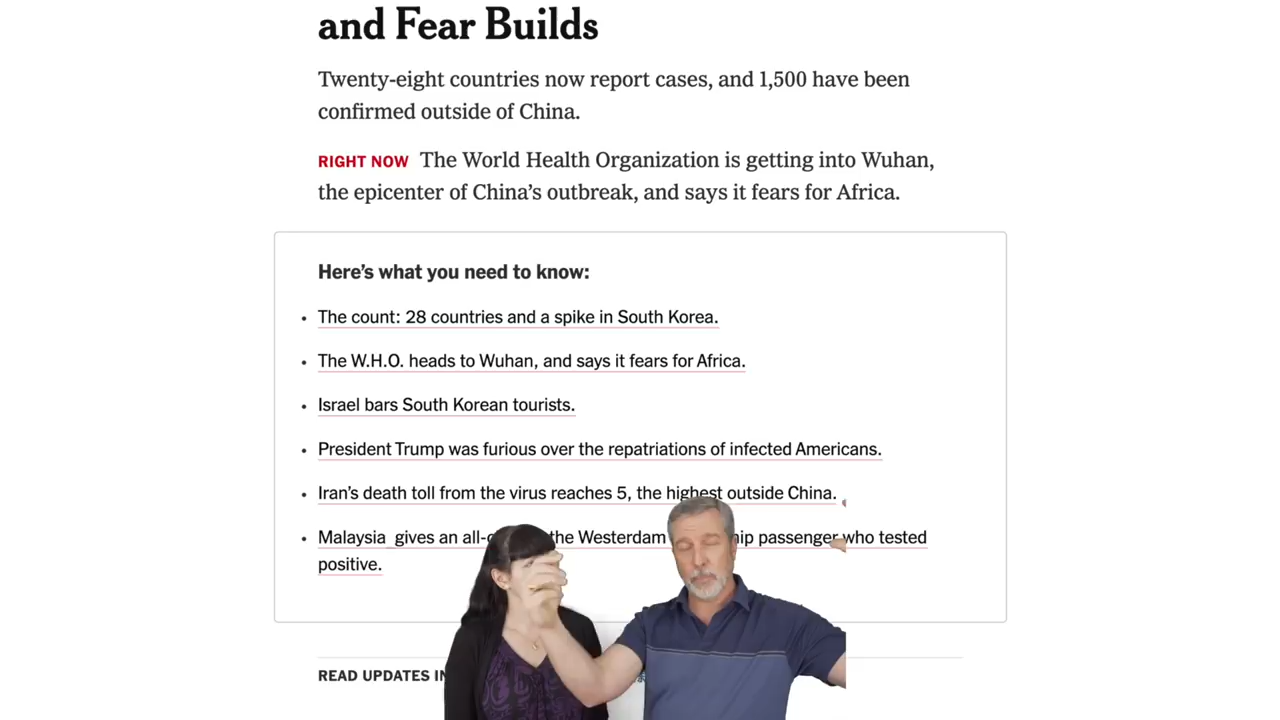 and Fear Builds
Twenty-eight countries now report cases, and 1,500 have been
confirmed outside of China.
RIGHT NOW The World Health Organization is getting into Wuhan,
the epicenter of China’s outbreak, and says it fears for Africa.
Here’s what you need to know:
• The count: 28 countries and a spike in South Korea.
• The W.H.O. heads to Wuhan, and says it fears for Africa.
• Israel bars South Korean tourists.
• President Trump was furious over the repatriations of infected Americans.
• Iran’s death toll from the virus reaches 5, the highest outside China.
• Malaysia gives an the Westerdam passenger who tested
positive.
READ UPDATES